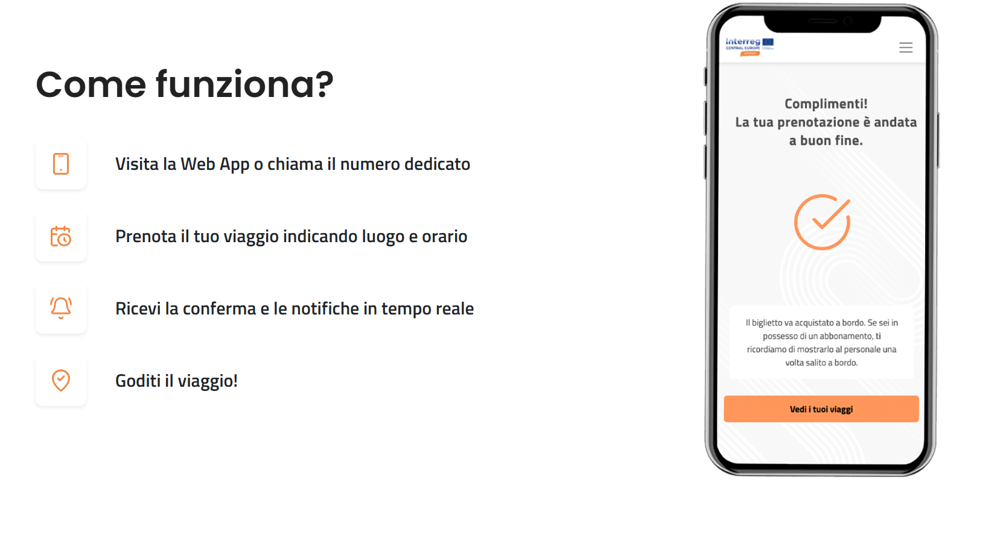 Come funziona?
Visita la Web App o chiama il numero dedicato
Prenota il tuo viaggio indicando luogo e orario
Ricevi la conferma e le notifiche in tempo reale
Goditi il viaggio!
Interreg
CENTRAL EUROPE
Complimenti!
La tua prenotazione è andata
a buon fine.
Il biglietto va acquistato a bordo. Se sei in
possesso di un abbonamento, ti
ricordiamo di mostrarlo al personale una
volta salito a bordo.
Vedi i tuoi viaggi